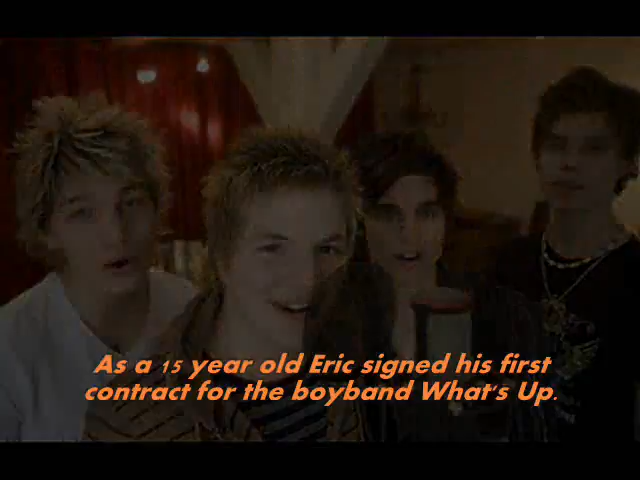 As a 15 year old Eric signed his first
contract for the boyband What's Up.